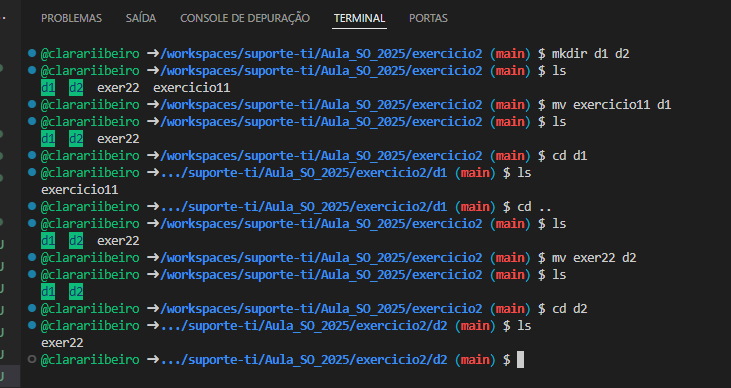 PROBLEMAS SAÍDA CONSOLE DE DEPURAÇÃO TERMINAL PORTAS
@clarariibeiro ➜/workspaces/suporte-ti/Aula_SO_2025/exercicio2 (main) $ mkdir d1 d2
@clarariibeiro ➜/workspaces/suporte-ti/Aula_SO_2025/exercicio2 (main) $ ls
d1 d2 exer22 exercicio11
@clarariibeiro ➜/workspaces/suporte-ti/Aula_SO_2025/exercicio2 (main) $ mv exercicio11 d1
@clarariibeiro ➜/workspaces/suporte-ti/Aula_SO_2025/exercicio2 (main) $ ls
d1 d2 exer22
@clarariibeiro ➜/workspaces/suporte-ti/Aula_SO_2025/exercicio2 (main) $ cd d1
@clarariibeiro ➜.../suporte-ti/Aula_SO_2025/exercicio2/d1 (main) $ ls
exercicio11
@clarariibeiro ➜.../suporte-ti/Aula_SO_2025/exercicio2/d1 (main) $ cd ..
@clarariibeiro ➜/workspaces/suporte-ti/Aula_SO_2025/exercicio2 (main) $ ls
d1 d2 exer22
@clarariibeiro ➜/workspaces/suporte-ti/Aula_SO_2025/exercicio2 (main) $ mv exer22 d2
@clarariibeiro ➜/workspaces/suporte-ti/Aula_SO_2025/exercicio2 (main) $ ls
d1 d2
@clarariibeiro ➜/workspaces/suporte-ti/Aula_SO_2025/exercicio2 (main) $ cd d2
@clarariibeiro ➜.../suporte-ti/Aula_SO_2025/exercicio2/d2 (main) $ ls
exer22
@clarariibeiro ➜.../suporte-ti/Aula_SO_2025/exercicio2/d2 (main) $